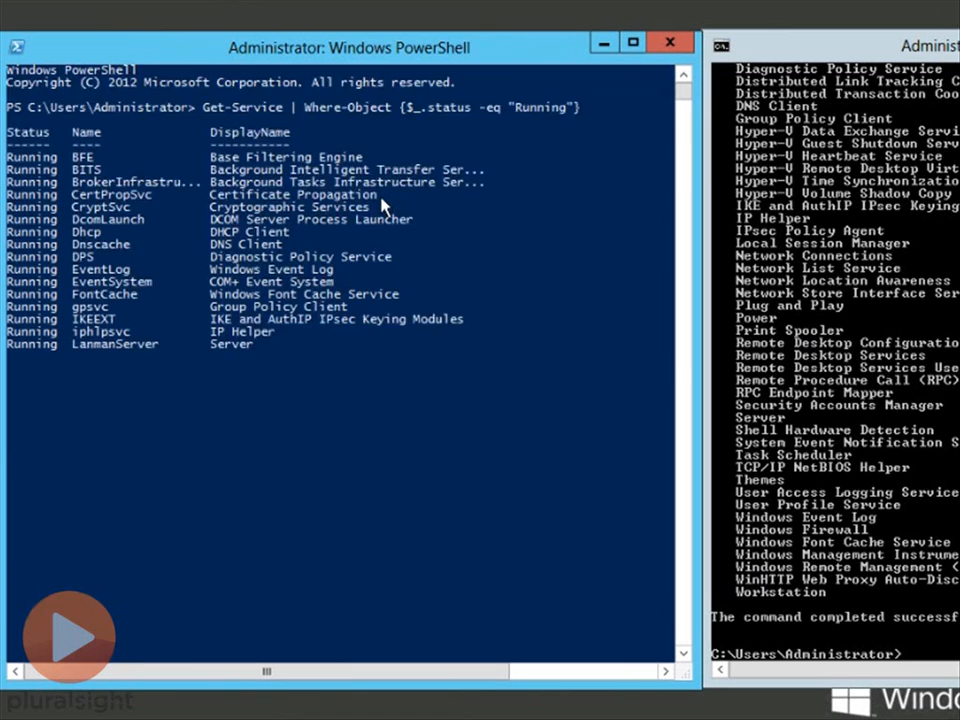 Administrator: Windows PowerShell
Windows PowerShell
Copyright (C) 2012 Microsoft Corporation. All rights reserved.
PS C:\Users\Administrator> Get-Service | Where-Object {$_.status -eq "Running"}
Status Name DisplayName
------ ---- -----------
Running BFE Base Filtering Engine
Running BITS Background Intelligent Transfer Ser...
Running BrokerInfrastru... Background Tasks Infrastructure Ser...
Running CertPropSvc Certificate Propagation
Running CryptSvc Cryptographic Services
Running DcomLaunch DCOM Server Process Launcher
Running Dhcp DHCP Client
Running Dnscache DNS Client
Running DPS Diagnostic Policy Service
Running EventLog Windows Event Log
Running EventSystem COM+ Event System
Running FontCache Windows Font Cache Service
Running gpsvc Group Policy Client
Running IKEEXT IKE and AuthIP IPsec Keying Modules
Running iphlpsvc IP Helper
Running LanmanServer Server
pluralsight
Administ
Diagnostic Policy Service
Distributed Link Tracking C
Distributed Transaction Coo
DNS Client
Group Policy Client
Hyper-V Data Exchange Servi
Hyper-V Guest Shutdown Serv
Hyper-V Heartbeat Service
Hyper-V Remote Desktop Virt
Hyper-V Time Synchronizatio
Hyper-V Volume Shadow Copy
IKE and AuthIP IPsec Keying
IP Helper
IPsec Policy Agent
Local Session Manager
Network Connections
Network List Service
Network Location Awareness
Network Store Interface Ser
Plug and Play
Power
Print Spooler
Remote Desktop Configuratio
Remote Desktop Services
Remote Desktop Services Use
Remote Procedure Call (RPC)
RPC Endpoint Mapper
Security Accounts Manager
Server
Shell Hardware Detection
System Event Notification S
Task Scheduler
TCP/IP NetBIOS Helper
Themes
User Access Logging Service
User Profile Service
Windows Event Log
Windows Firewall
Windows Font Cache Service
Windows Management Instrume
Windows Remote Management (
WinHTTP Web Proxy Auto-Disc
Workstation
The command completed successf
C:\Users\Administrator>
Windo